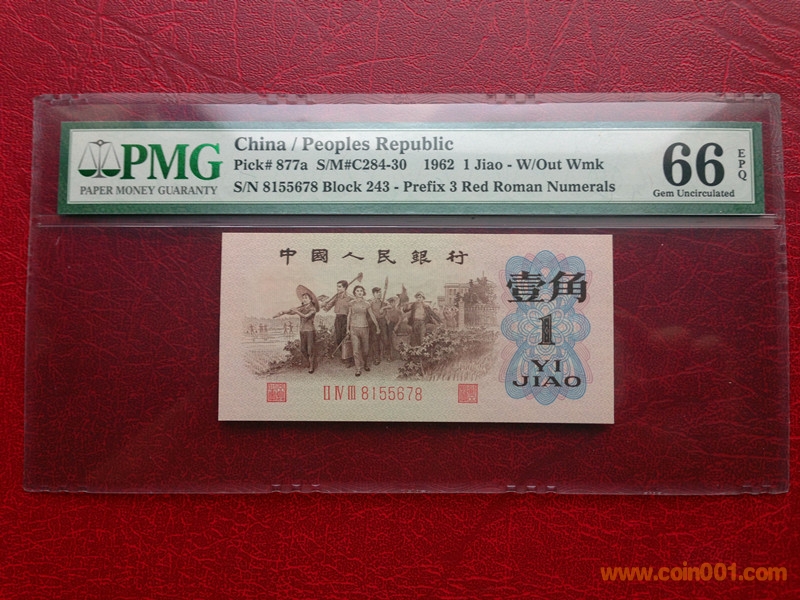 PMG
PAPER MONEY GUARANTY
China / Peoples Republic
Pick# 877a S/M#C284-30 1962 1 Jiao - W/Out Wmk
S/N 8155678 Block 243 - Prefix 3 Red Roman Numerals
66 EPQ
Gem Uncirculated
中國人民銀行
壹角
1
YI
JIAO
II IV III 8155678
www.coin001.com